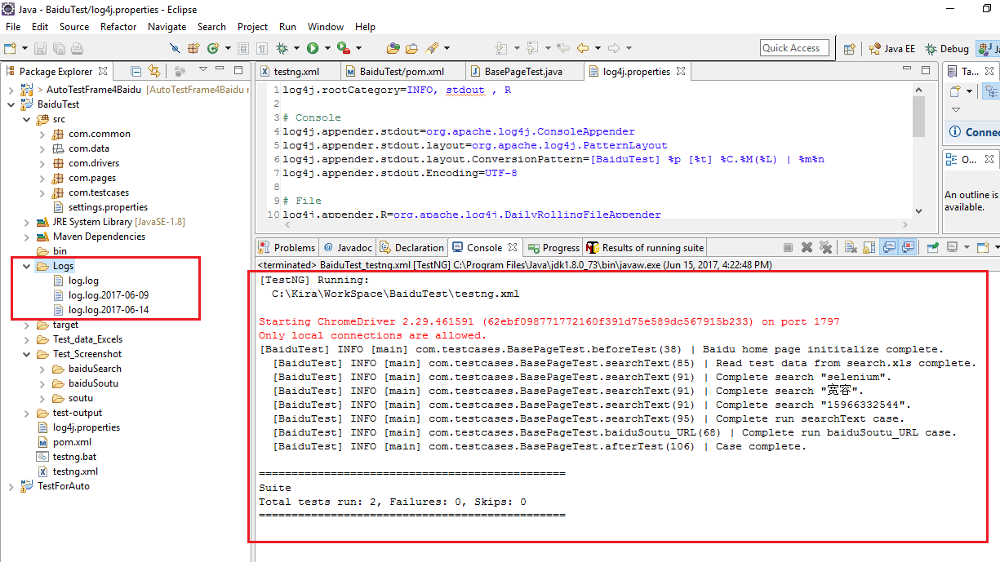 Java - BaiduTest/log4j.properties - Eclipse
File Edit Source Refactor Navigate Search Project Run Window Help
Quick Access
Java EE
Debug
Package Explorer
> AutoTestFrame4Baidu [AutoTestFrame4Baidu
BaiduTest
src
com.common
com.data
com.drivers
com.pages
com.testcases
settings.properties
JRE System Library [JavaSE-1.8]
Maven Dependencies
bin
Logs
log.log
log.log.2017-06-09
log.log.2017-06-14
target
Test_data_Excels
Test_Screenshot
baiduSearch
baiduSoutu
soutu
test-output
log4j.properties
pom.xml
testng.bat
testng.xml
TestForAuto
testng.xml BaiduTest/pom.xml BasePageTest.java log4j.properties
1 log4j.rootCategory=INFO, stdout , R
2
3 # Console
4 log4j.appender.stdout=org.apache.log4j.ConsoleAppender
5 log4j.appender.stdout.layout=org.apache.log4j.PatternLayout
6 log4j.appender.stdout.layout.ConversionPattern=[BaiduTest] %p [%t] %C.%M(%L) | %m%n
7 log4j.appender.stdout.Encoding=UTF-8
8
9 # File
10 log4j.appender.R=org.apache.log4j.DailyRollingFileAppender
Ta...
Connec
O...
An outline is
available.
Problems @ Javadoc Declaration Console Progress Results of running suite
<terminated> BaiduTest_testng.xml [TestNG] C:\Program Files\Java\jdk1.8.0_73\bin\javaw.exe (Jun 15, 2017, 4:22:48 PM)
[TestNG] Running:
C:\Kira\WorkSpace\BaiduTest\testng.xml
Starting ChromeDriver 2.29.461591 (62ebf098771772160f391d75e589dc567915b233) on port 1797
Only local connections are allowed.
[BaiduTest] INFO [main] com.testcases.BasePageTest.beforeTest(38) | Baidu home page inititalize complete.
[BaiduTest] INFO [main] com.testcases.BasePageTest.searchText(85) | Read test data from search.xls complete.
[BaiduTest] INFO [main] com.testcases.BasePageTest.searchText(91) | Complete search "selenium".
[BaiduTest] INFO [main] com.testcases.BasePageTest.searchText(91) | Complete search "宽容".
[BaiduTest] INFO [main] com.testcases.BasePageTest.searchText(91) | Complete search "15966332544".
[BaiduTest] INFO [main] com.testcases.BasePageTest.searchText(95) | Complete run searchText case.
[BaiduTest] INFO [main] com.testcases.BasePageTest.baiduSoutu_URL(68) | Complete run baiduSoutu_URL case.
[BaiduTest] INFO [main] com.testcases.BasePageTest.afterTest(106) | Case complete.
===============================================
Suite
Total tests run: 2, Failures: 0, Skips: 0
===============================================